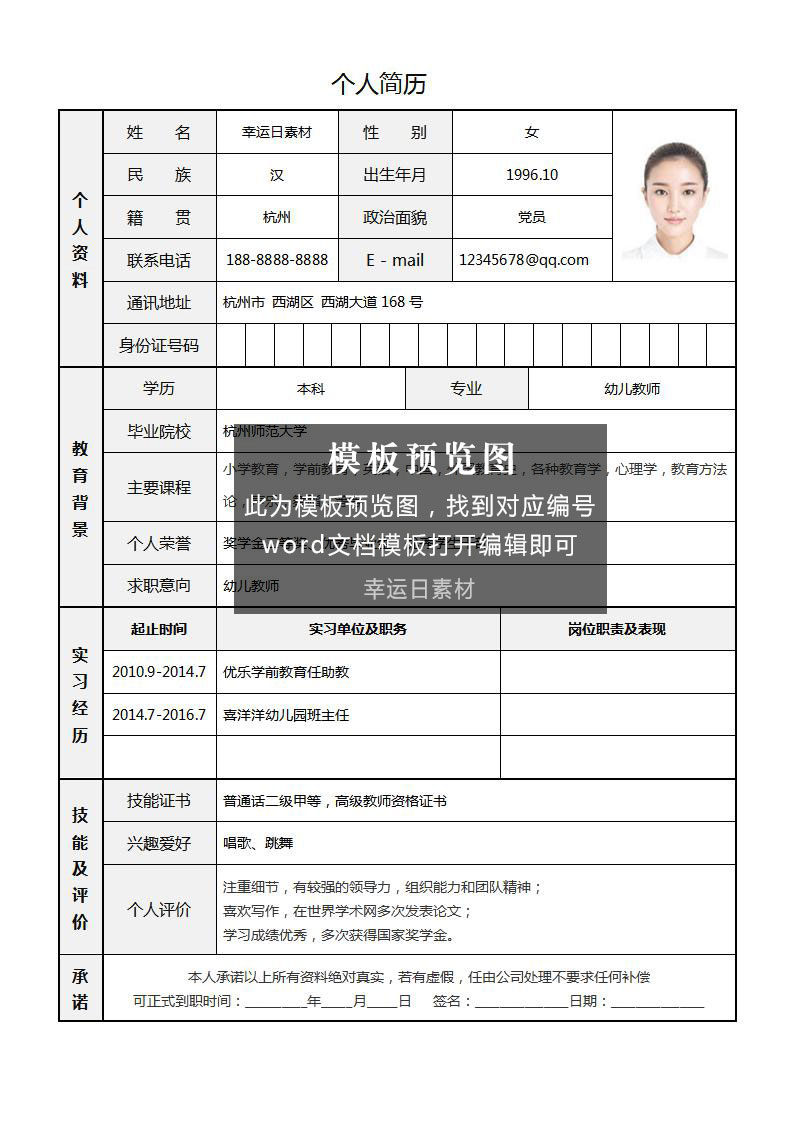 个人简历
个人资料
姓 名 幸运日素材 性 别 女
民 族 汉 出生年月 1996.10
籍 贯 杭州 政治面貌 党员
联系电话 188-8888-8888 E - mail 12345678@qq.com
通讯地址 杭州市 西湖区 西湖大道 168 号
身份证号码
教育背景
学历 本科 专业 幼儿教师
毕业院校 杭州师范大学
模板预览图
主要课程 小学教育，学前教 各种教育学，心理学，教育方法
论，
此为模板预览图，找到对应编号
个人荣誉 奖学金
word文档模板打开编辑即可
求职意向 幼儿教师
幸运日素材
实习经历
起止时间 实习单位及职务 岗位职责及表现
2010.9-2014.7 优乐学前教育任助教
2014.7-2016.7 喜洋洋幼儿园班主任
技能及评价
技能证书 普通话二级甲等，高级教师资格证书
兴趣爱好 唱歌、跳舞
个人评价 注重细节，有较强的领导力，组织能力和团队精神；
喜欢写作，在世界学术网多次发表论文；
学习成绩优秀，多次获得国家奖学金。
承诺
本人承诺以上所有资料绝对真实，若有虚假，任由公司处理不要求任何补偿
可正式到职时间：________年____月____日 签名：____________日期：____________